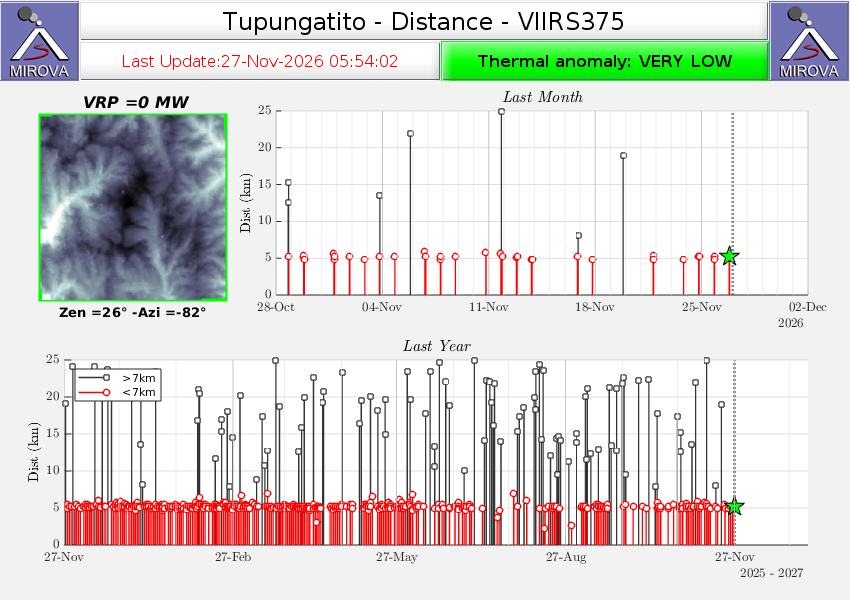 Tupungatito - Distance - VIIRS375
MIROVA
Last Update:27-Nov-2026 05:54:02
Thermal anomaly: VERY LOW
MIROVA
VRP =0 MW
Zen =26° -Azi =-82°
Last Month
Dist (km)
25
20
15
10
5
0
28-Oct
04-Nov
11-Nov
18-Nov
25-Nov
02-Dec
2026
Last Year
Dist (km)
25
20
15
10
5
0
>7km
<7km
27-Nov
27-Feb
27-May
27-Aug
27-Nov
2025 - 2027